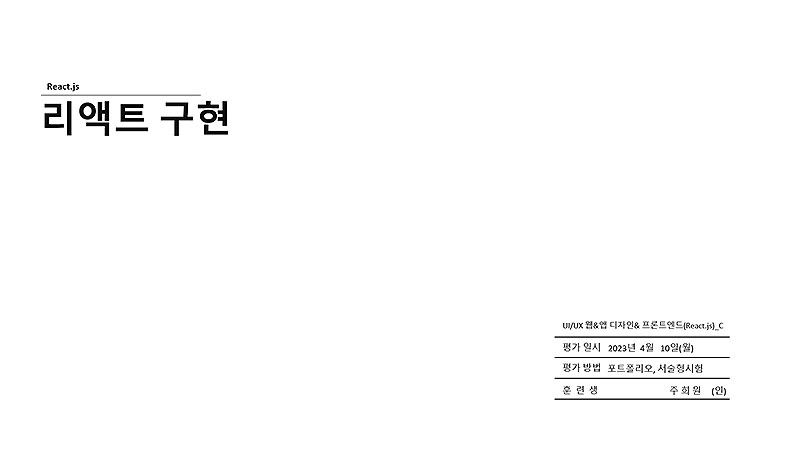 React.js
리액트 구현
UI/UX 웹&앱 디자인& 프론트엔드(React.js)_C
평가 일시 2023년 4월 10일(월)
평가 방법 포트폴리오, 서술형시험
훈 련 생 주 희 원 (인)